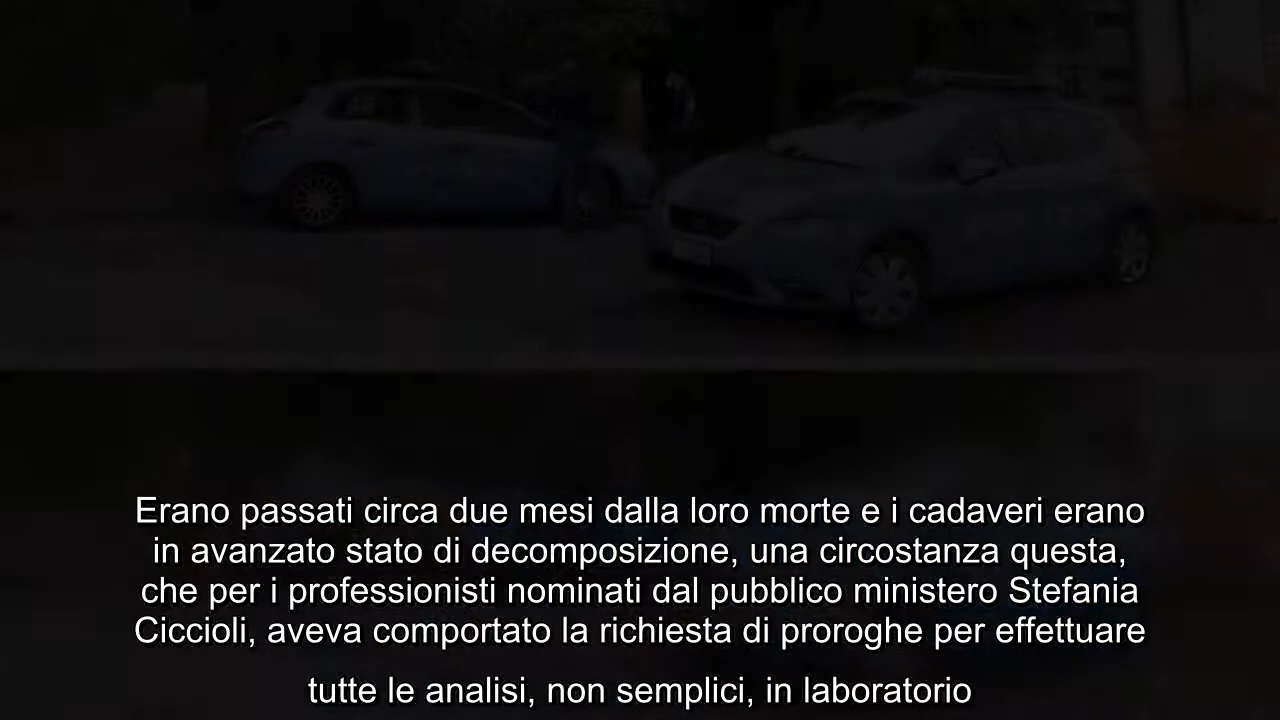 Erano passati circa due mesi dalla loro morte e i cadaveri erano
in avanzato stato di decomposizione, una circostanza questa,
che per i professionisti nominati dal pubblico ministero Stefania
Ciccioli, aveva comportato la richiesta di proroghe per effettuare
tutte le analisi, non semplici, in laboratorio